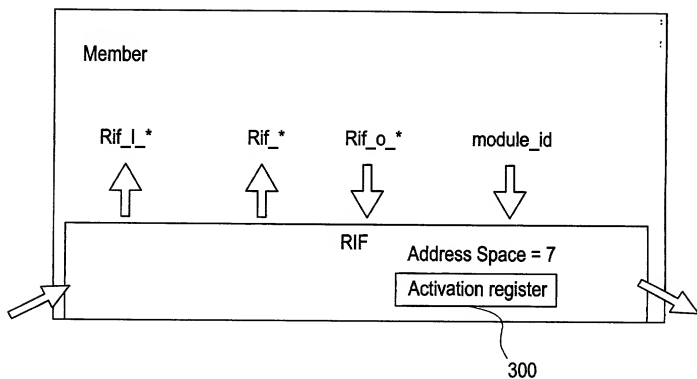 Member
Rif_I_* Rif_* Rif_o_* module_id
RIF
Address Space = 7
Activation register
300